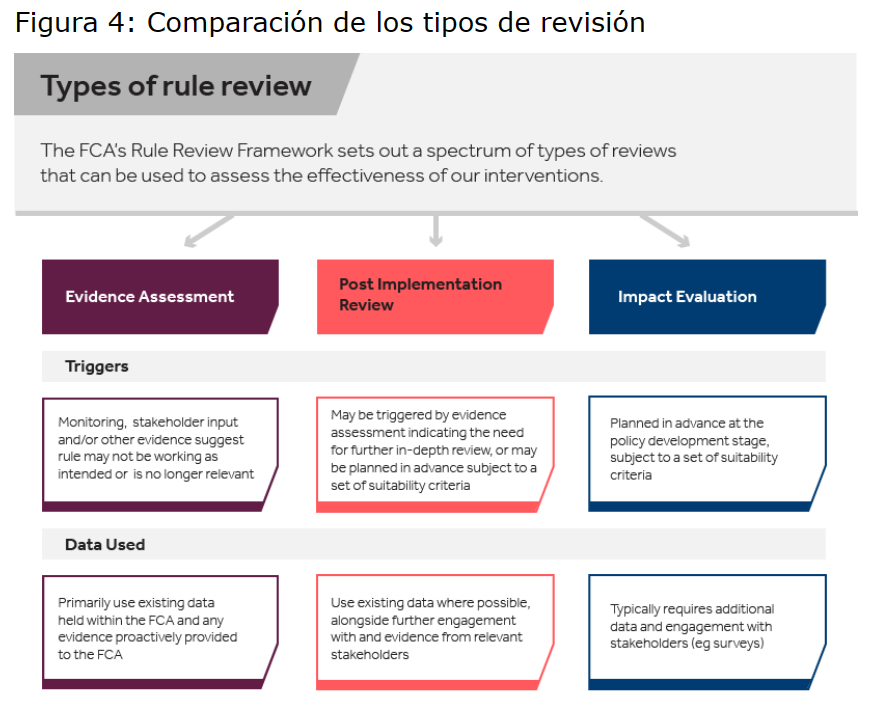 Figura 4: Comparación de los tipos de revisión
Types of rule review
The FCA's Rule Review Framework sets out a spectrum of types of reviews
that can be used to assess the effectiveness of our interventions.
Evidence Assessment
Post Implementation
Review
Impact Evaluation
Triggers
Monitoring, stakeholder input
and/or other evidence suggest
rule may not be working as
intended or is no longer relevant
May be triggered by evidence
assessment indicating the need
for further in-depth review, or may
be planned in advance subject to a
set of suitability criteria
Planned in advance at the
policy development stage,
subject to a set of suitability
criteria
Data Used
Primarily use existing data
held within the FCA and any
evidence proactively provided
to the FCA
Use existing data where possible,
alongside further engagement
with and evidence from relevant
stakeholders
Typically requires additional
data and engagement with
stakeholders (eg surveys)